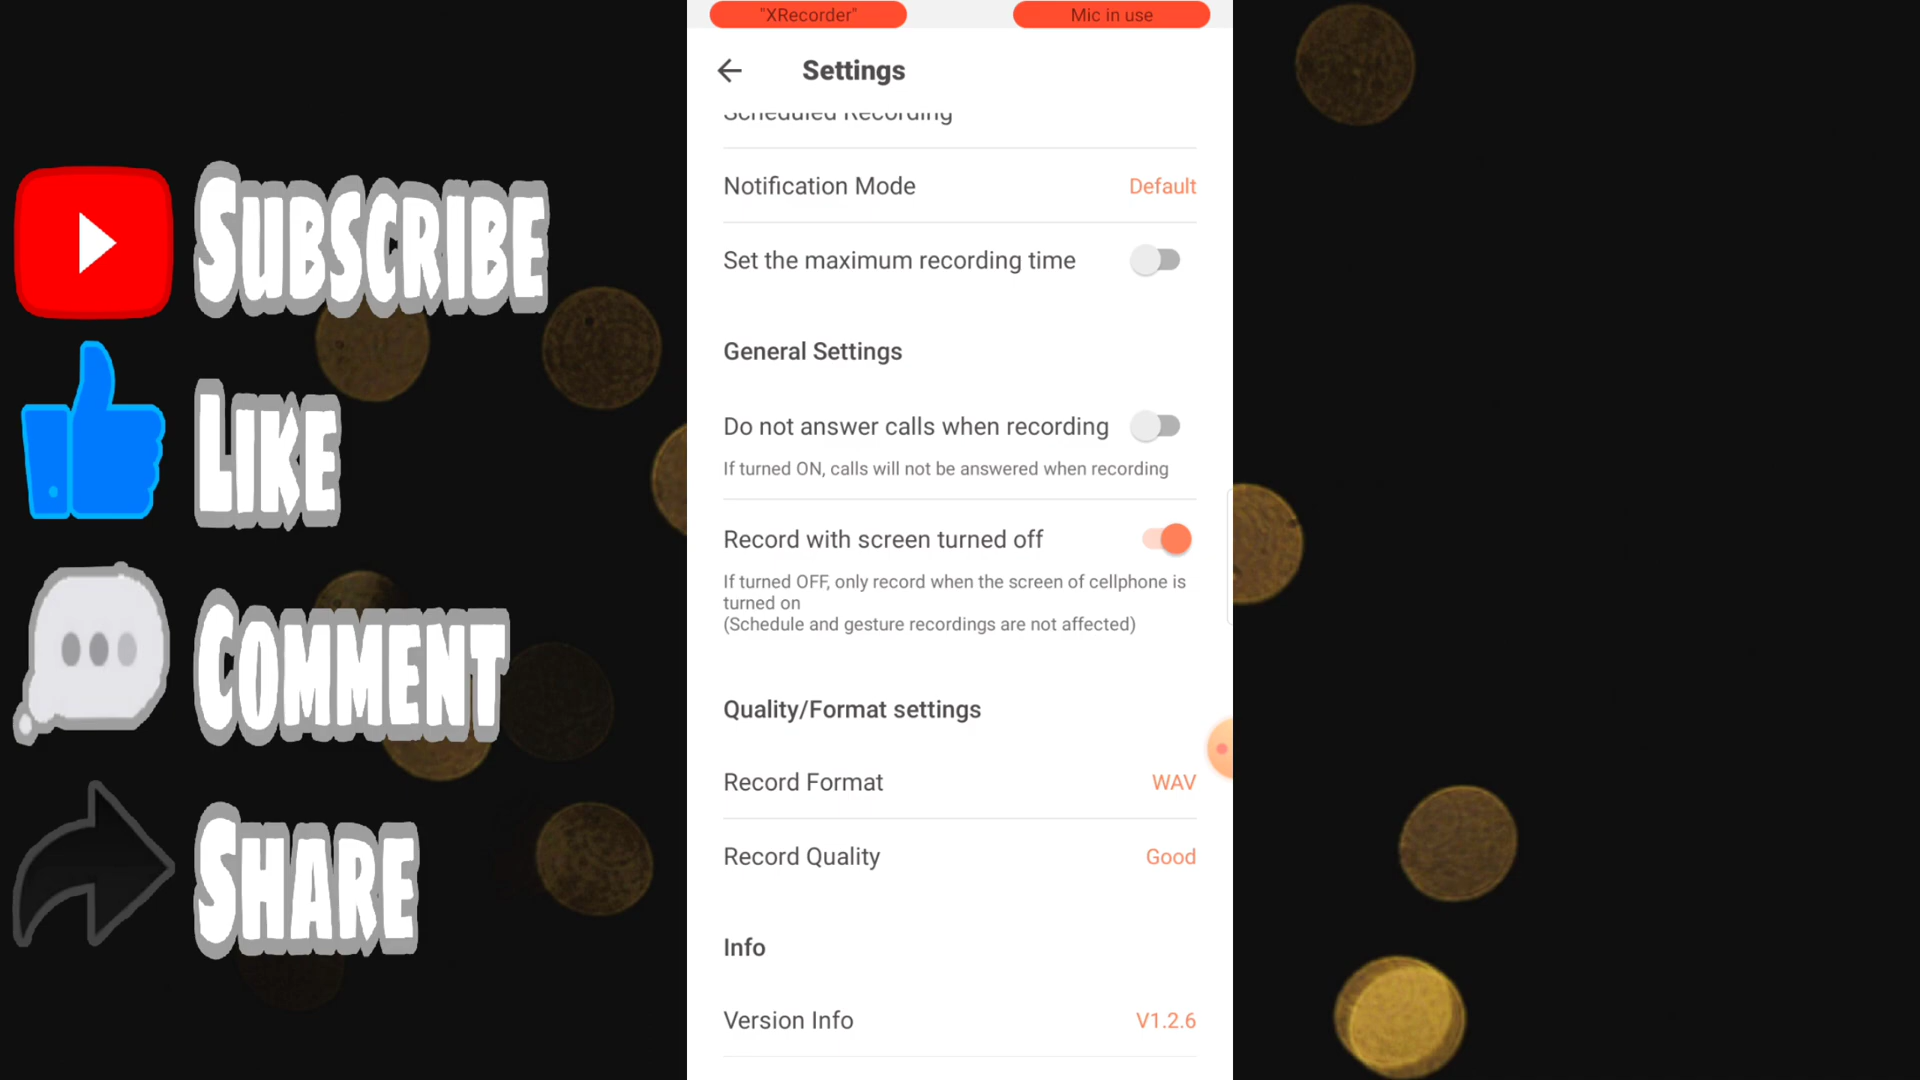 "XRecorder"
Mic in use
Settings
Scheduled Recording
Notification Mode
Default
Set the maximum recording time
General Settings
Do not answer calls when recording
If turned ON, calls will not be answered when recording
Record with screen turned off
If turned OFF, only record when the screen of cellphone is
turned on
(Schedule and gesture recordings are not affected)
Quality/Format settings
Record Format
WAV
Record Quality
Good
Info
Version Info
V1.2.6
SUBSCRIBE
LIKE
COMMENT
SHARE